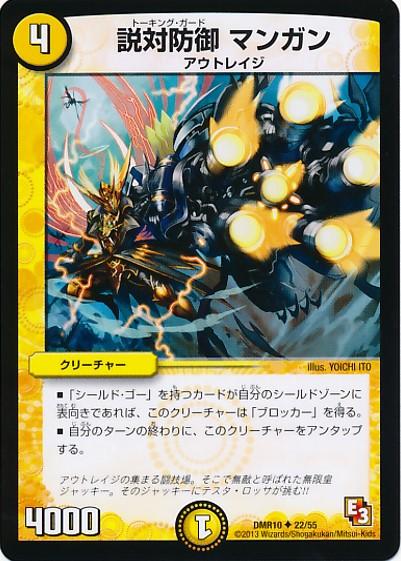 4
トーキング・ガード
説対防御 マンガン
アウトレイジ
illus. YOICHI ITO
クリーチャー
■「シールド・ゴー」を持つカードが自分のシールドゾーンに
表向きであれば、このクリーチャーは「ブロッカー」を得る。
■自分のターンの終わりに、このクリーチャーをアンタップ
する。
アウトレイジの集まる闘技場。そこで無敵と呼ばれた無限皇
ジャッキー。そのジャッキーにテスタ・ロッサが挑む!!
4000
1
DMR10 ♦ 22/55
©2013 Wizards/Shogakukan/Mitsui-Kids
E3